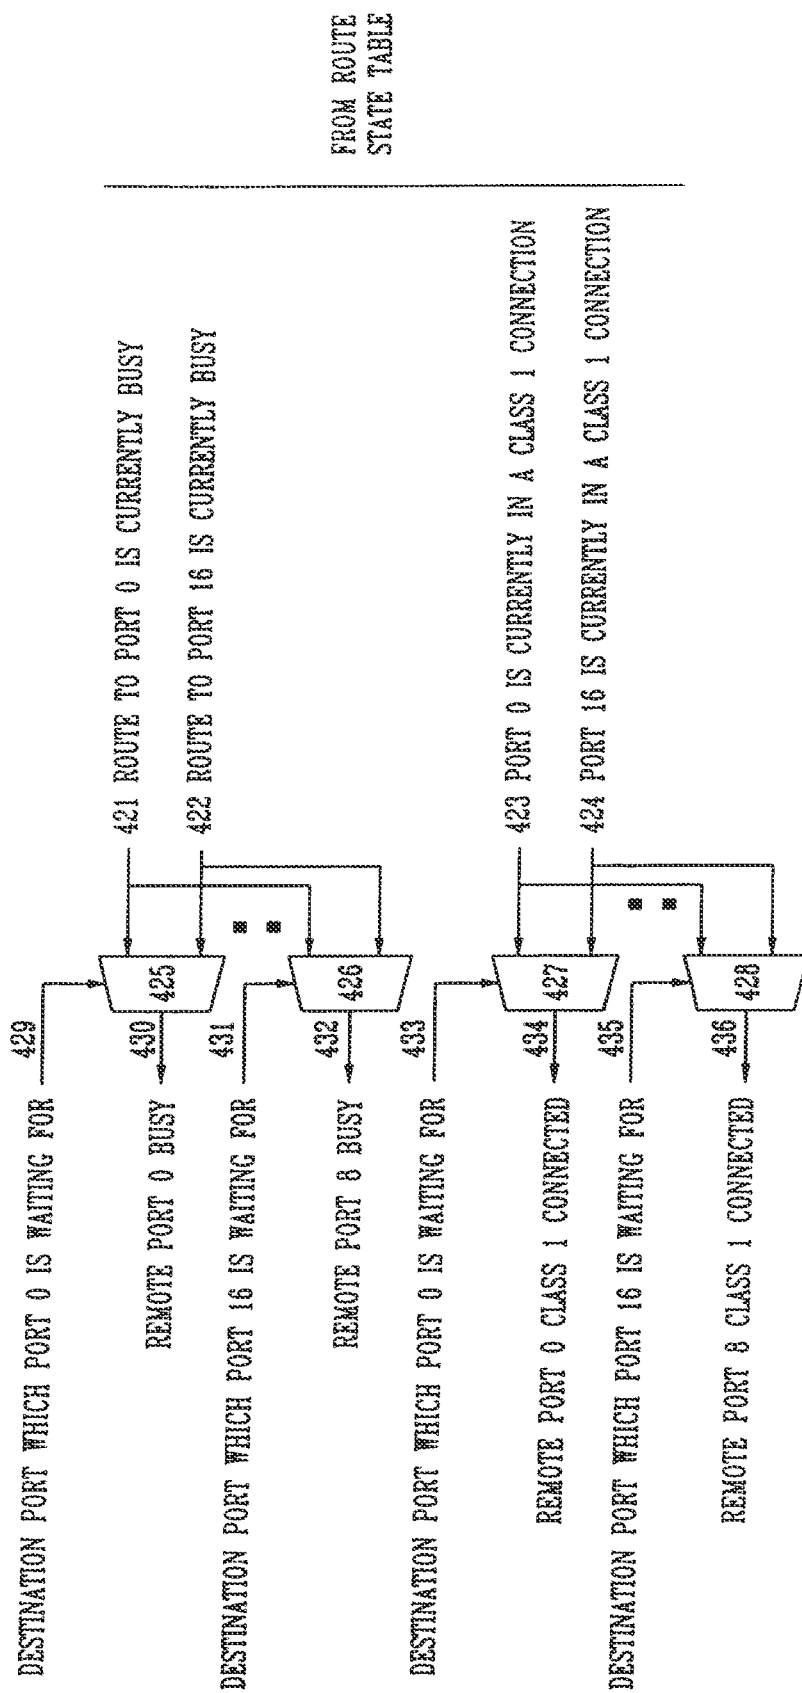 FROM ROUTE
STATE TABLE
421 ROUTE TO PORT 0 IS CURRENTLY BUSY
422 ROUTE TO PORT 16 IS CURRENTLY BUSY
423 PORT 0 IS CURRENTLY IN A CLASS 1 CONNECTION
424 PORT 16 IS CURRENTLY IN A CLASS 1 CONNECTION
425
426
427
428
429
430
431
432
433
434
435
436
DESTINATION PORT WHICH PORT 0 IS WAITING FOR
REMOTE PORT 0 BUSY
DESTINATION PORT WHICH PORT 16 IS WAITING FOR
REMOTE PORT 8 BUSY
DESTINATION PORT WHICH PORT 0 IS WAITING FOR
REMOTE PORT 0 CLASS 1 CONNECTED
DESTINATION PORT WHICH PORT 16 IS WAITING FOR
REMOTE PORT 8 CLASS 1 CONNECTED